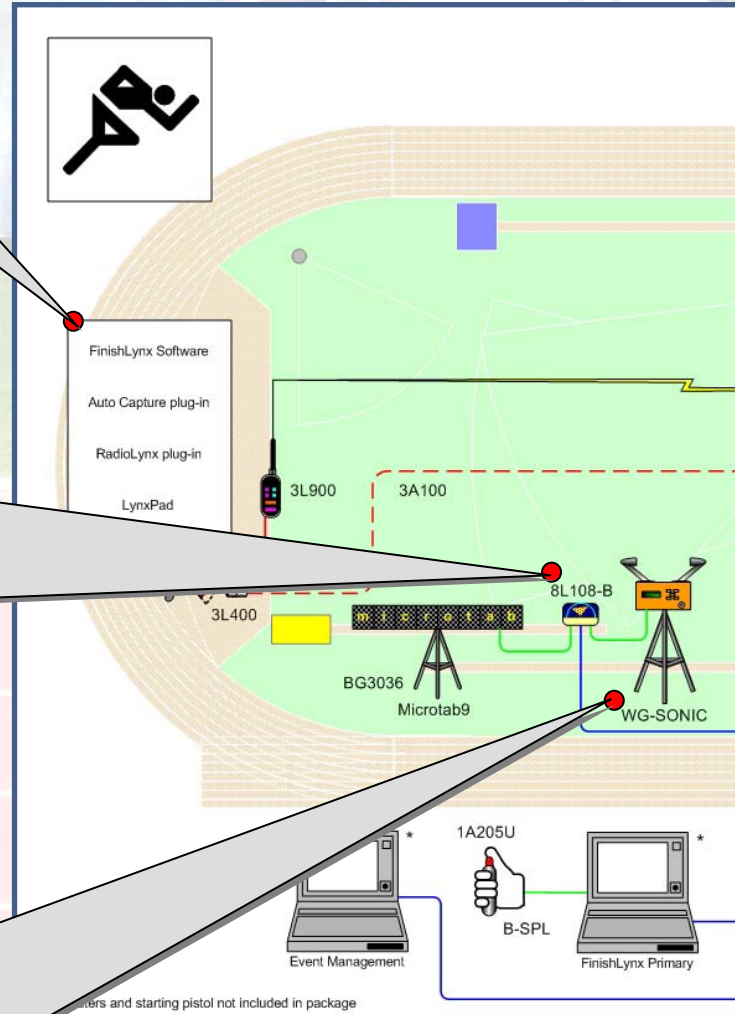 FinishLynx Software
Auto Capture plug-in
RadioLynx plug-in
LynxPad
3L900
3A100
3L400
8L108-B
microtab
BG3036
Microtab9
WG-SONIC
*
1A205U
*
B-SPL
Event Management
FinishLynx Primary
and starting pistol not included in package